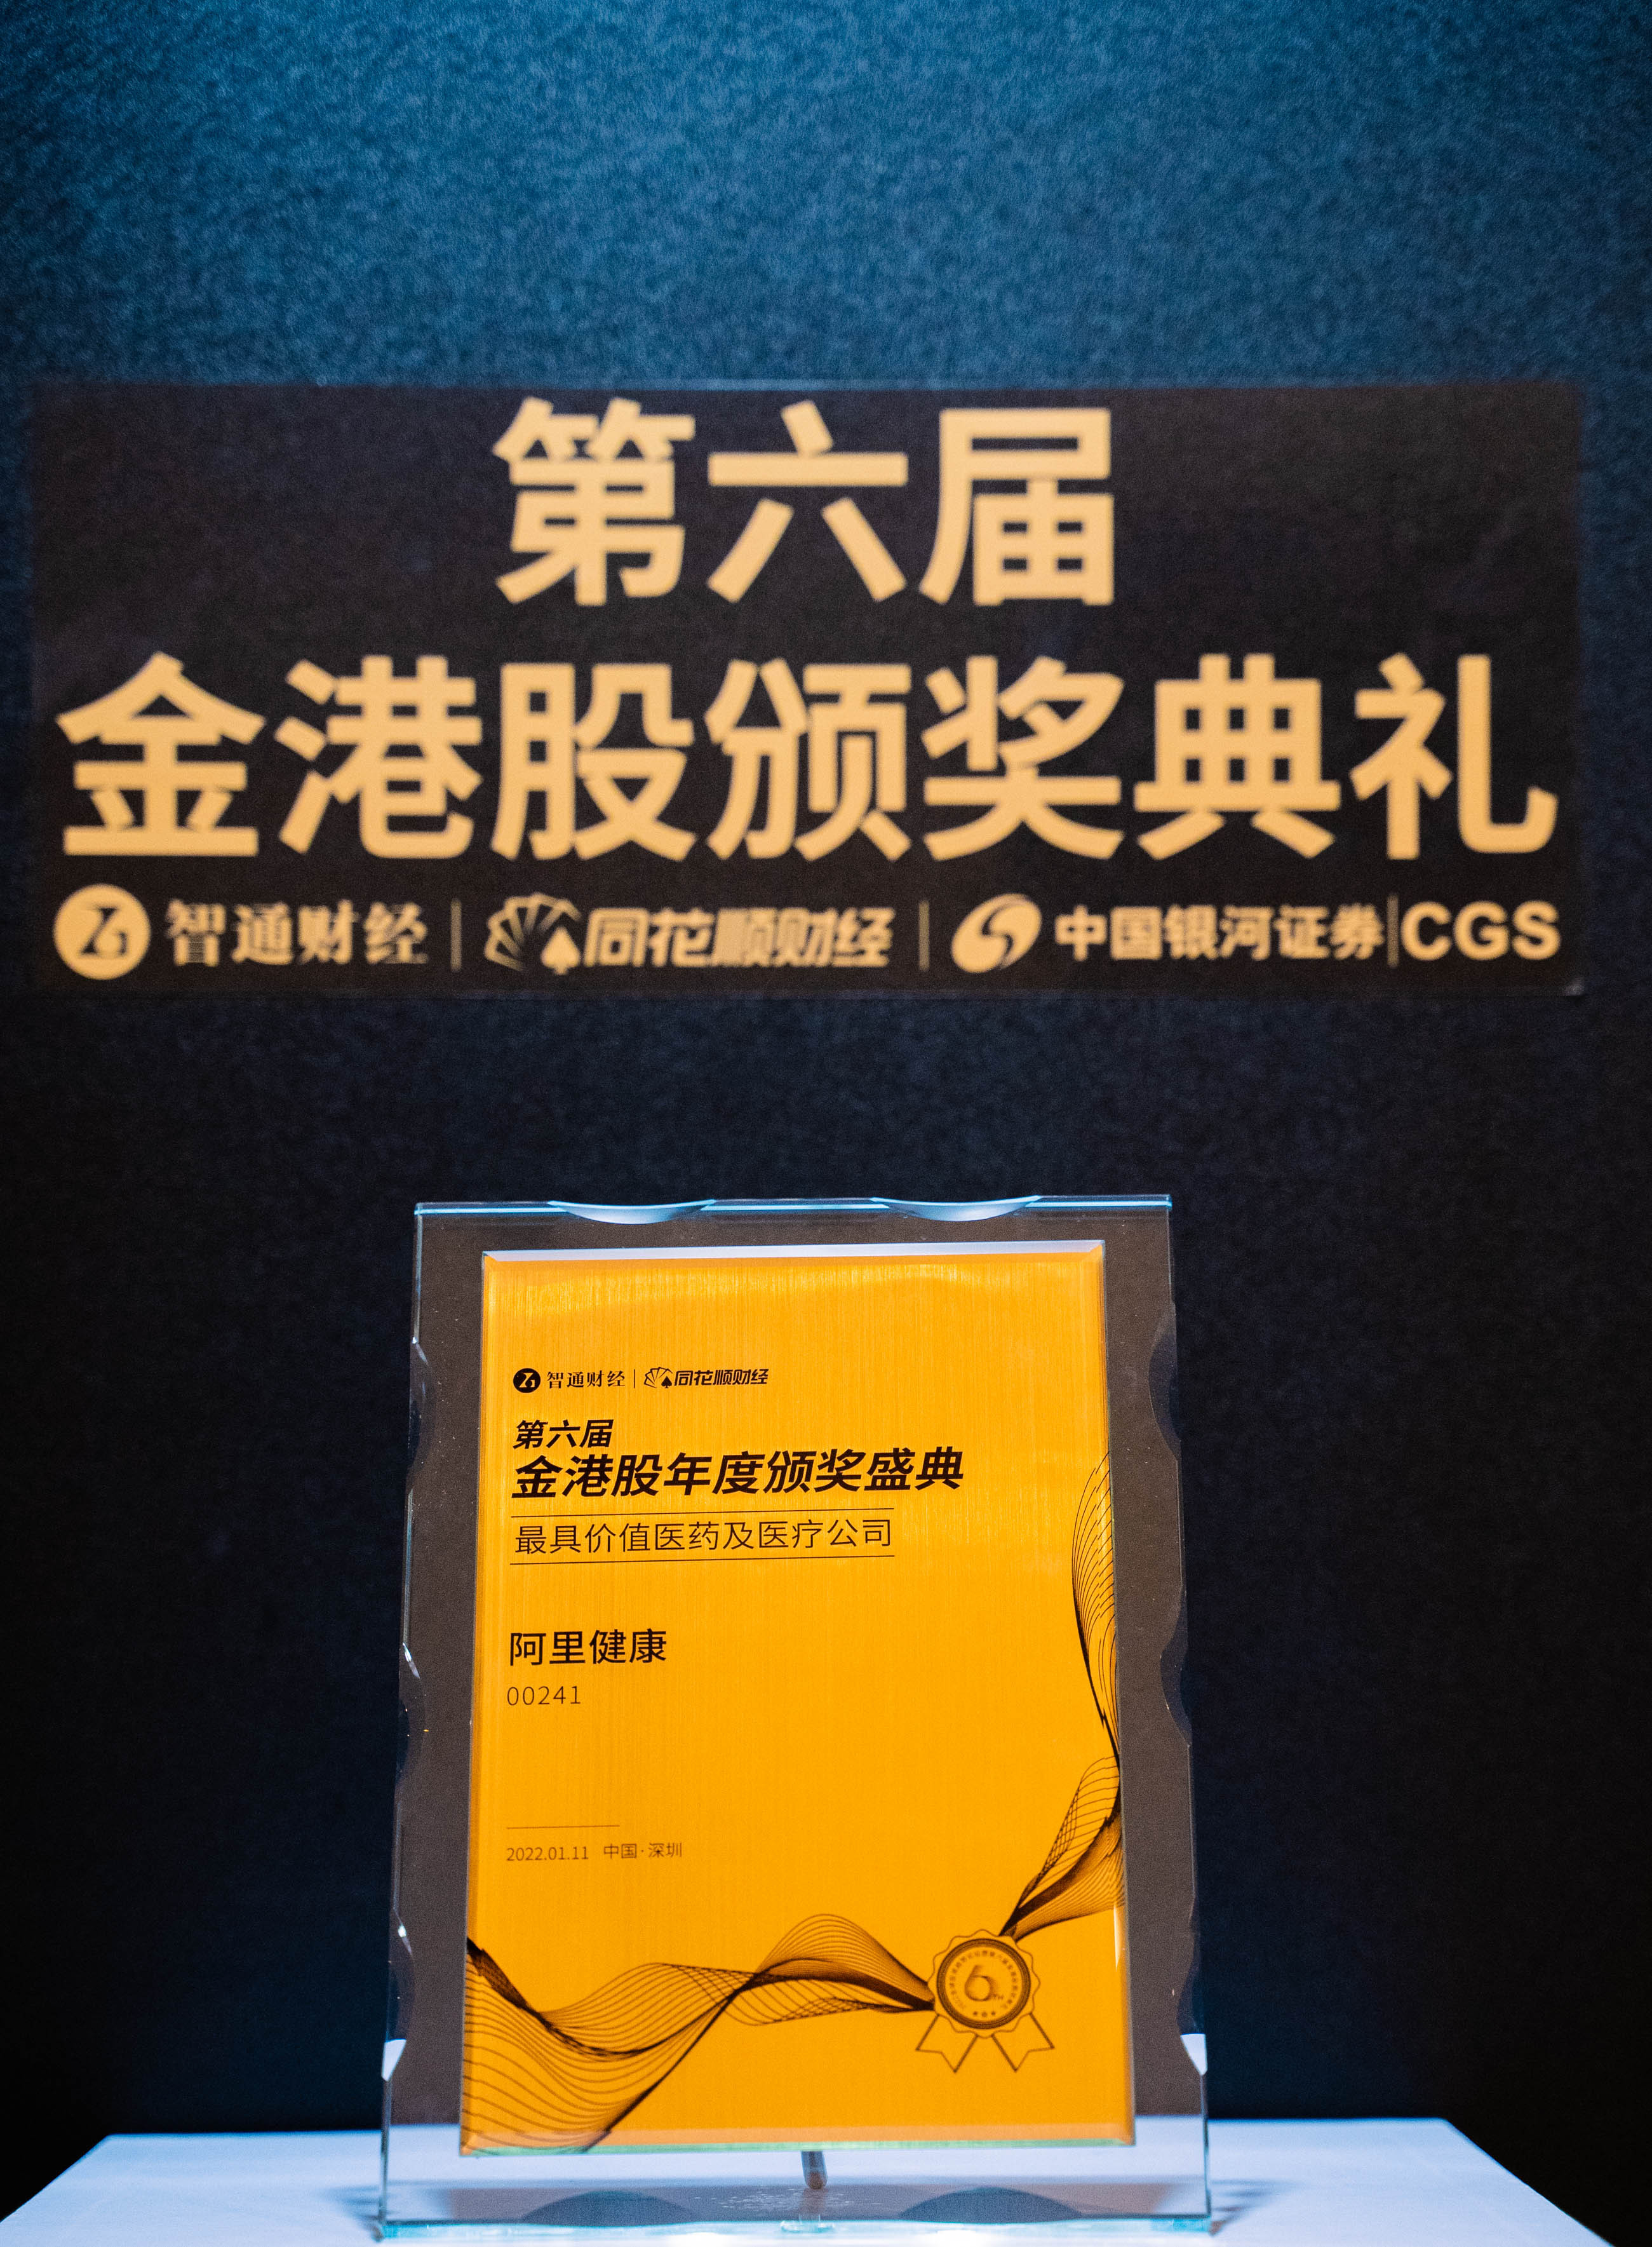 第六届
金港股颁奖典礼
智通财经 | 同花顺财经 | 中国银河证券|CGS
智通财经 | 同花顺财经
第六届
金港股年度颁奖盛典
最具价值医药及医疗公司
阿里健康
00241
2022.01.11 中国·深圳
6TH